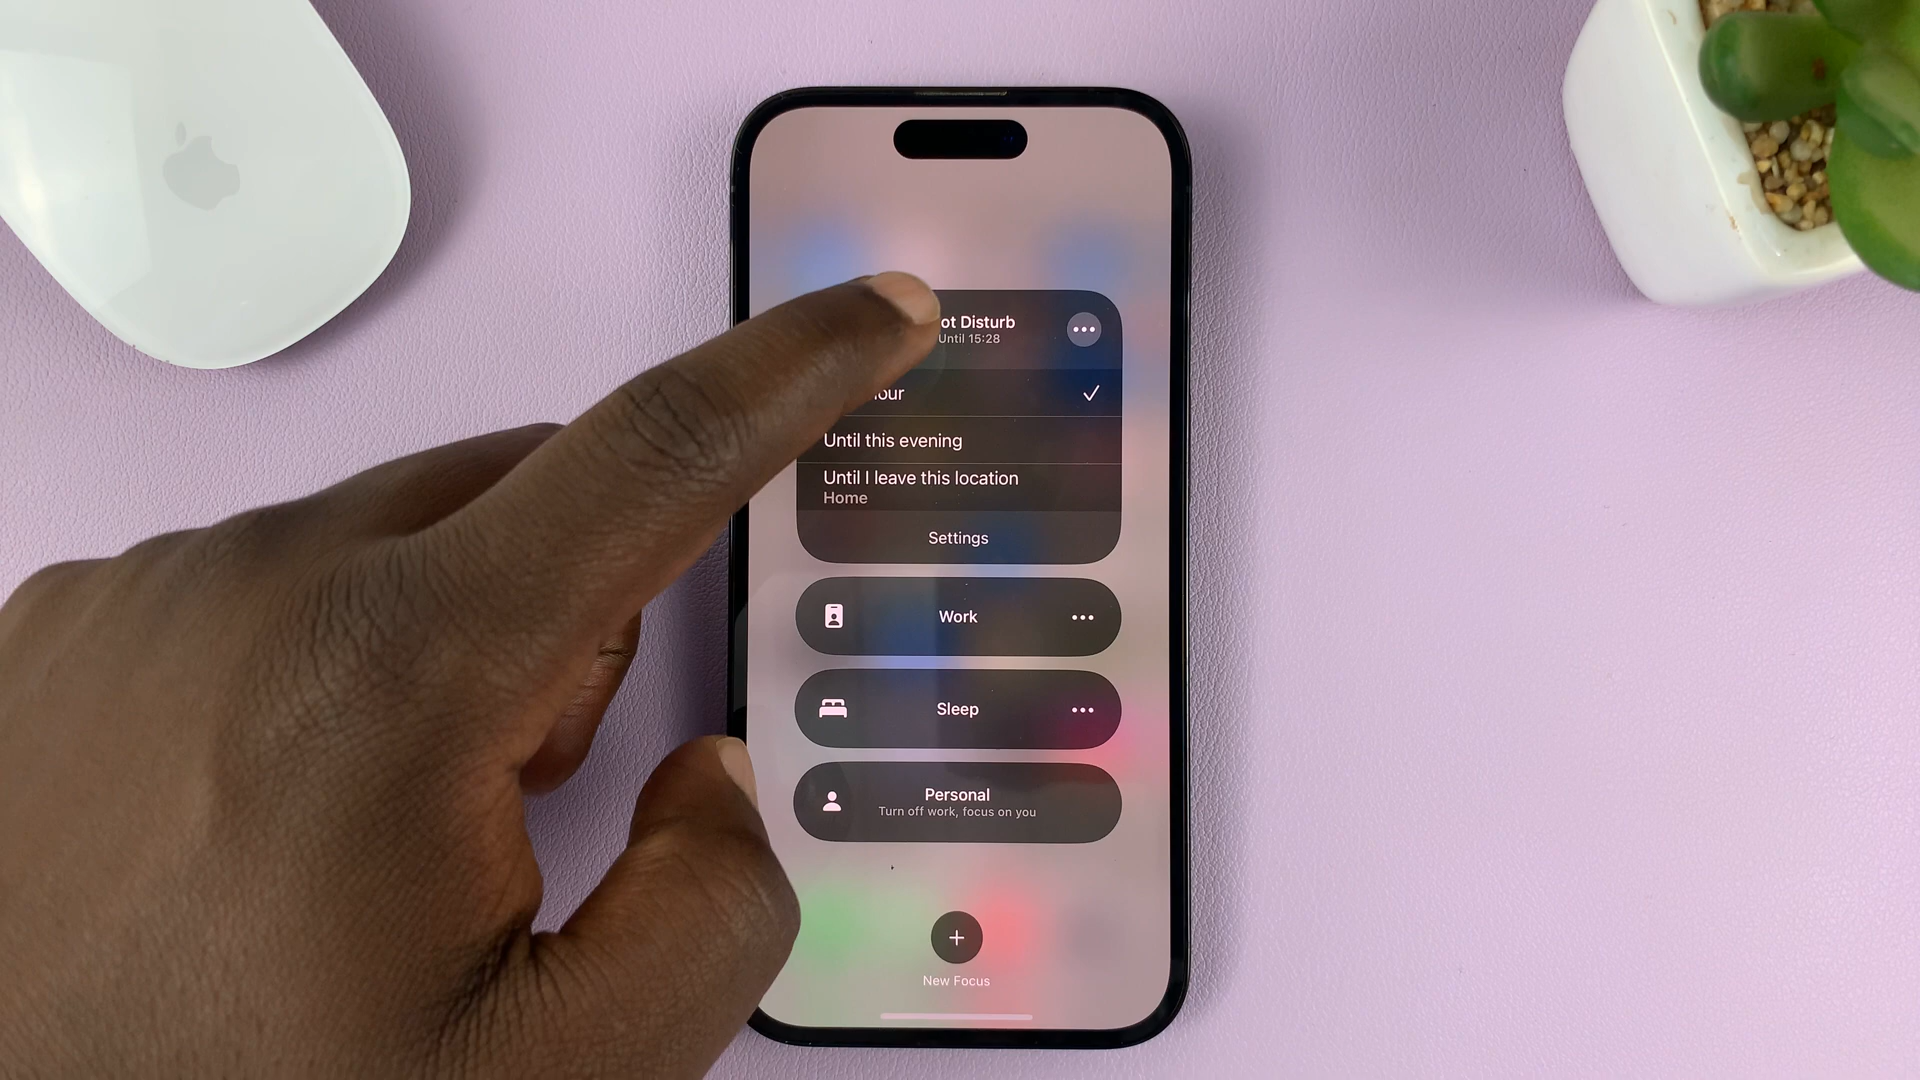 ot Disturb
Until 15:28
our
Until this evening
Until I leave this location
Home
Settings
Work
Sleep
Personal
Turn off work, focus on you
New Focus